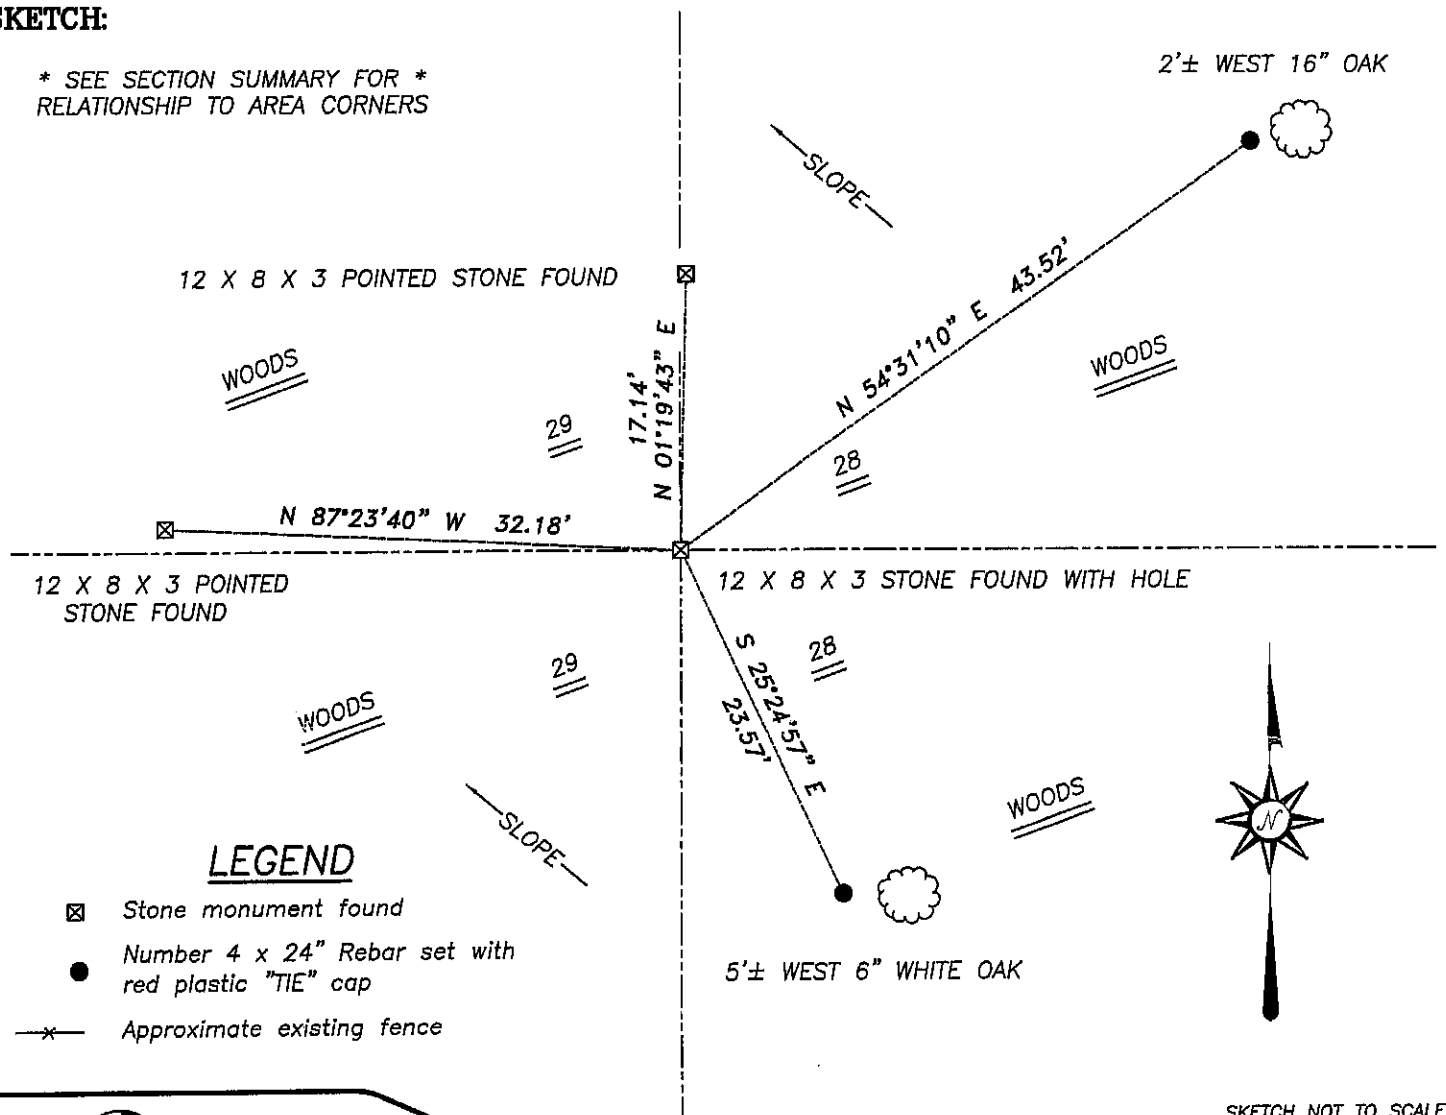 SKETCH:
* SEE SECTION SUMMARY FOR *
RELATIONSHIP TO AREA CORNERS
2'± WEST 16" OAK
SLOPE
12 X 8 X 3 POINTED STONE FOUND
N 54°31'10" E 43.52'
WOODS
WOODS
17.14'
N 01°19'43" E
29
28
N 87°23'40" W 32.18'
12 X 8 X 3 POINTED
STONE FOUND
12 X 8 X 3 STONE FOUND WITH HOLE
29
28
S 25°24'57" E
23.57'
WOODS
SLOPE
WOODS
N
LEGEND
Stone monument found
Number 4 x 24" Rebar set with
red plastic "TIE" cap
Approximate existing fence
5'± WEST 6" WHITE OAK
SKETCH NOT TO SCALE